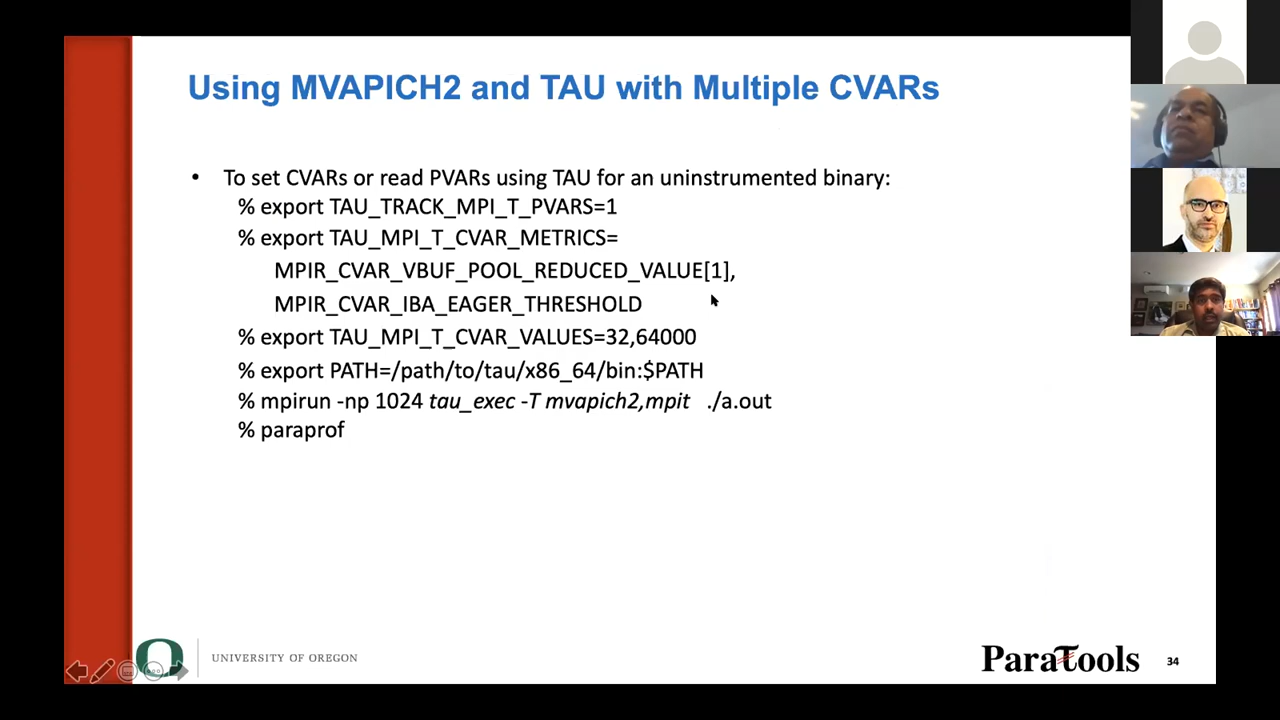 Using MVAPICH2 and TAU with Multiple CVARs
• To set CVARs or read PVARs using TAU for an uninstrumented binary:
% export TAU_TRACK_MPI_T_PVARS=1
% export TAU_MPI_T_CVAR_METRICS=
MPIR_CVAR_VBUF_POOL_REDUCED_VALUE[1],
MPIR_CVAR_IBA_EAGER_THRESHOLD
% export TAU_MPI_T_CVAR_VALUES=32,64000
% export PATH=/path/to/tau/x86_64/bin:$PATH
% mpirun -np 1024 tau_exec -T mvapich2,mpit ./a.out
% paraprof
UNIVERSITY OF OREGON
ParaTools
34